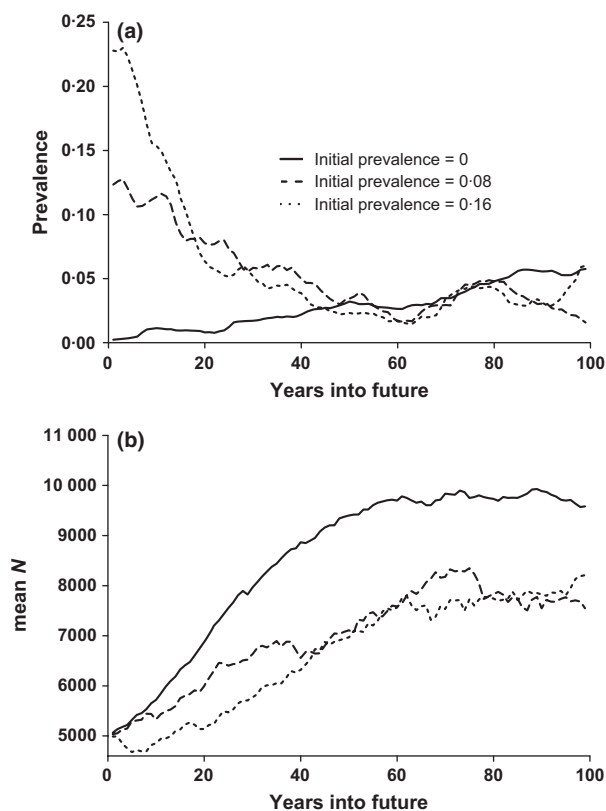 (a)
0·25
0·20
0·15
0·10
0·05
0·00
Prevalence
Initial prevalence = 0
Initial prevalence = 0·08
Initial prevalence = 0·16
0 20 40 60 80 100
Years into future
(b)
11 000
10 000
9000
8000
7000
6000
5000
mean N
0 20 40 60 80 100
Years into future